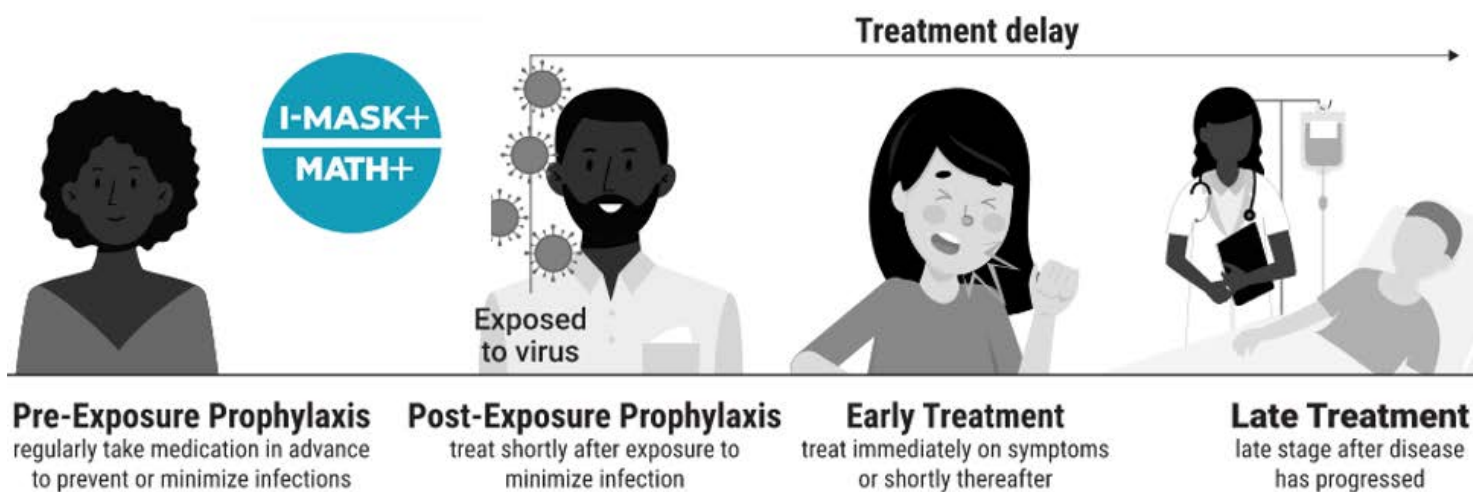 Treatment delay
I-MASK+
MATH+
Exposed
to virus
Pre-Exposure Prophylaxis
regularly take medication in advance
to prevent or minimize infections
Post-Exposure Prophylaxis
treat shortly after exposure to
minimize infection
Early Treatment
treat immediately on symptoms
or shortly thereafter
Late Treatment
late stage after disease
has progressed